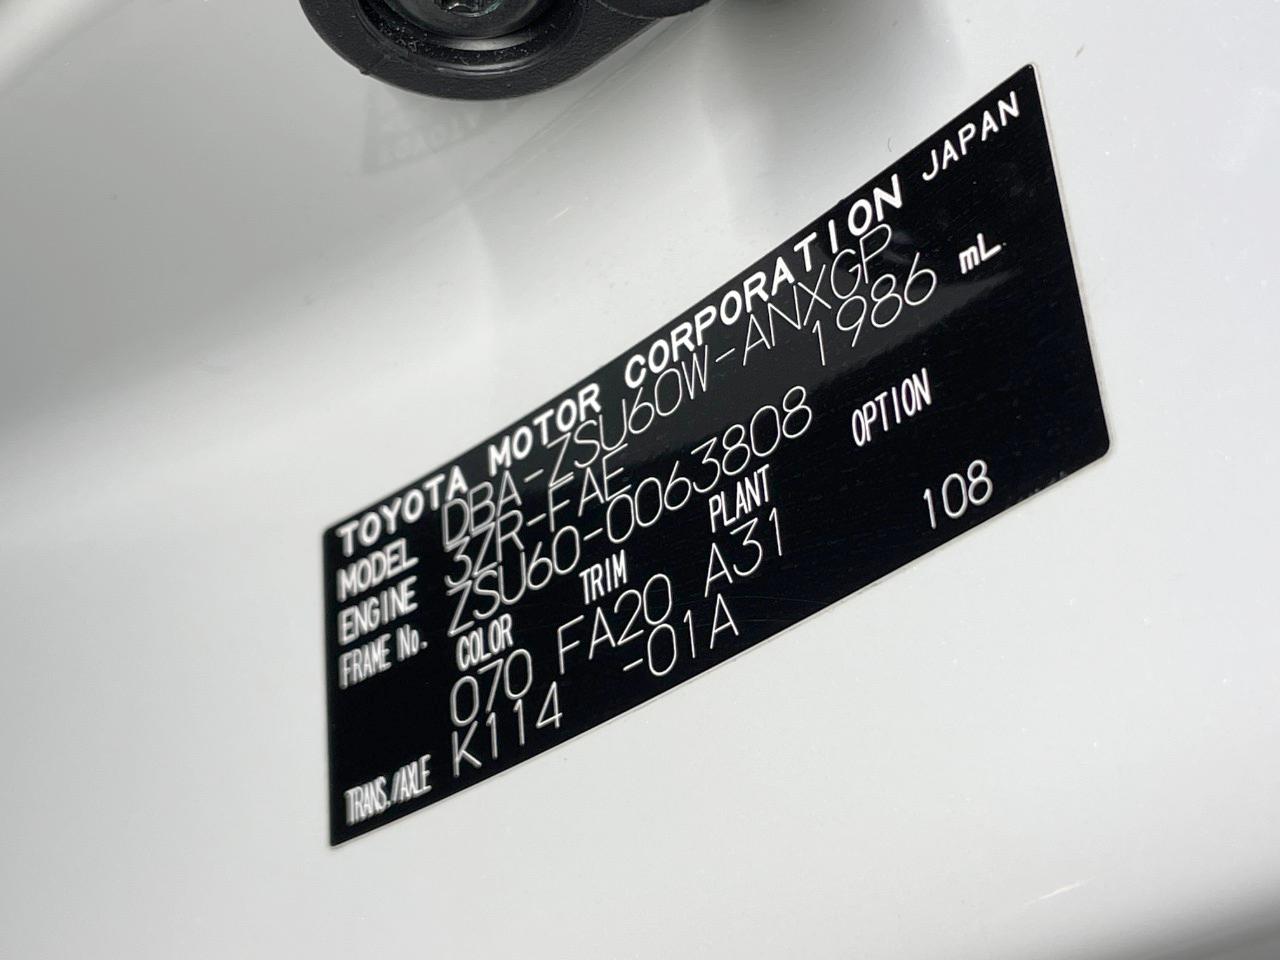 TOYOTA MOTOR CORPORATION JAPAN
MODEL DBA-ZSU60W-ANXGP
ENGINE 3ZR-FAE 1986 mL
FRAME No. ZSU60-0063808
COLOR TRIM PLANT OPTION
070 FA20 A31 108
TRANS./AXLE K114 -01A